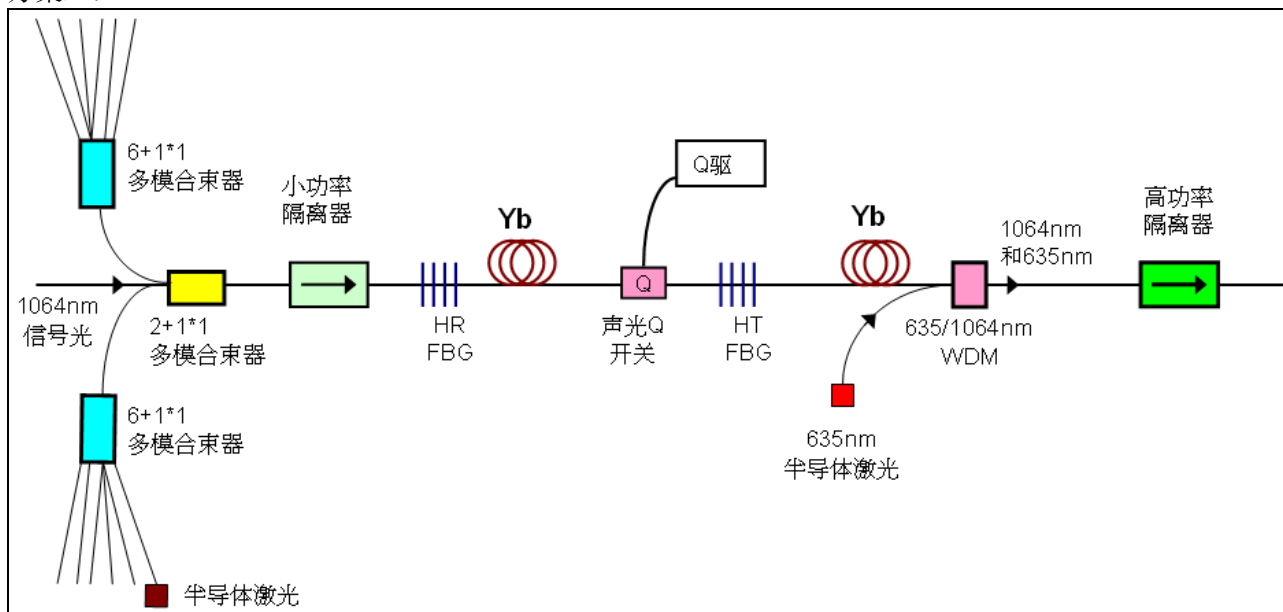 6+1*1
多模合束器
小功率
隔离器
Q驱
Yb
Yb
高功率
隔离器
1064nm
和635nm
1064nm
信号光
2+1*1
多模合束器
HR
FBG
Q
声光Q
开关
HT
FBG
635/1064nm
WDM
6+1*1
多模合束器
635nm
半导体激光
半导体激光